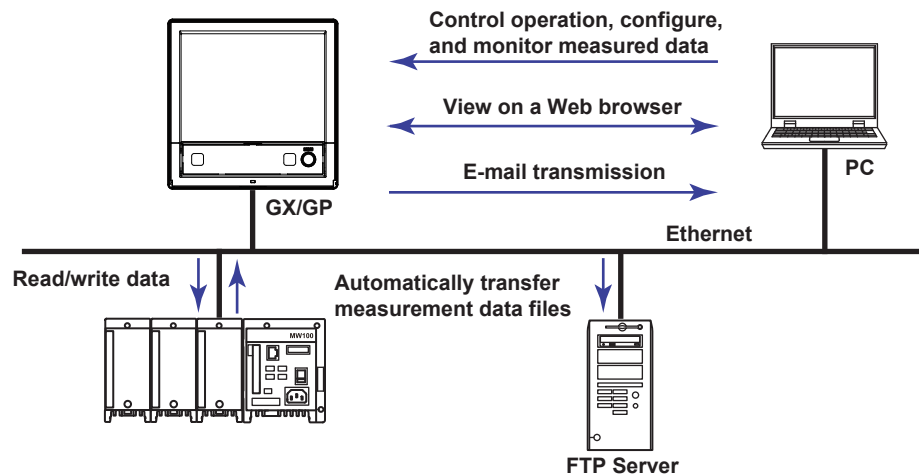 Control operation, configure,
and monitor measured data
View on a Web browser
E-mail transmission
PC
GX/GP
Ethernet
Read/write data
Automatically transfer
measurement data files
MW100
FTP Server